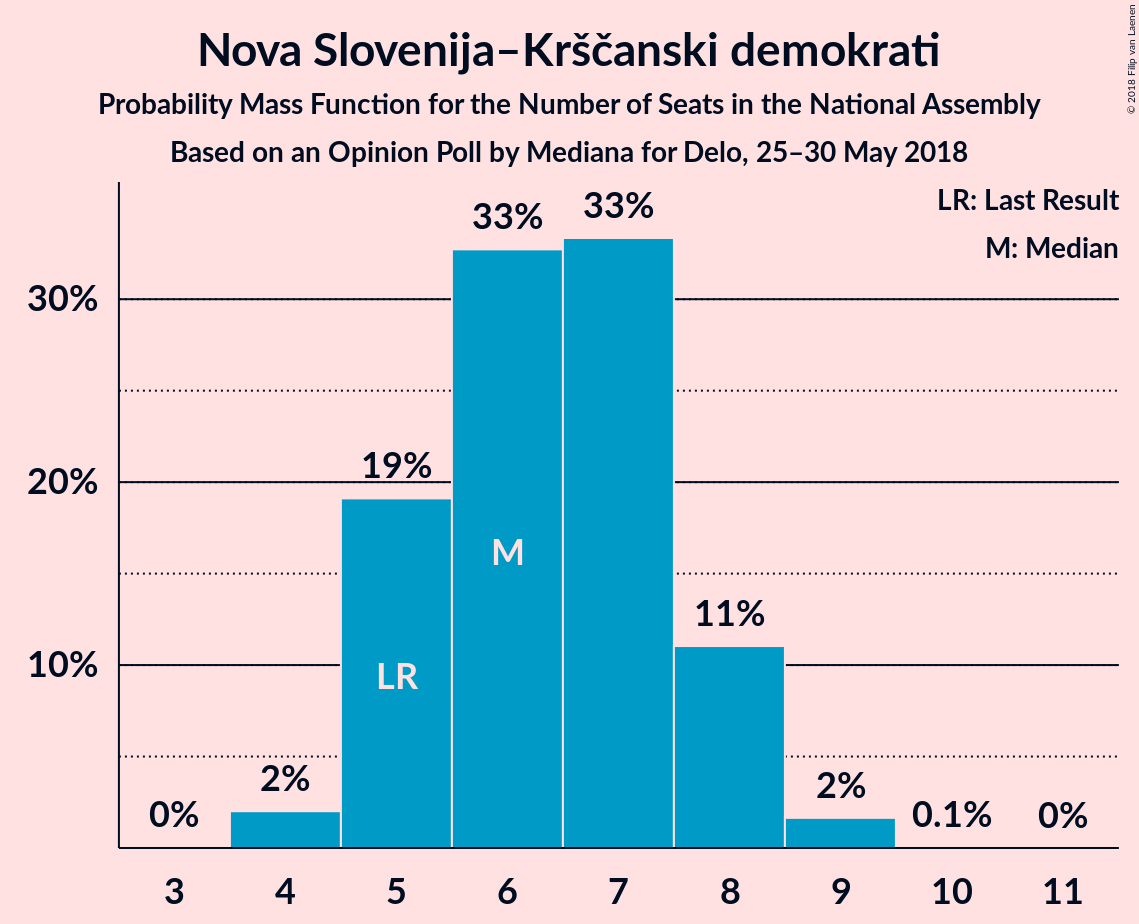 Nova Slovenija–Krščanski demokrati
Probability Mass Function for the Number of Seats in the National Assembly
Based on an Opinion Poll by Mediana for Delo, 25–30 May 2018
© 2018 Filip van Laenen
LR: Last Result
M: Median
30%
20%
10%
0%
2%
19%
33%
33%
11%
2%
0.1%
0%
LR
M
3 4 5 6 7 8 9 10 11